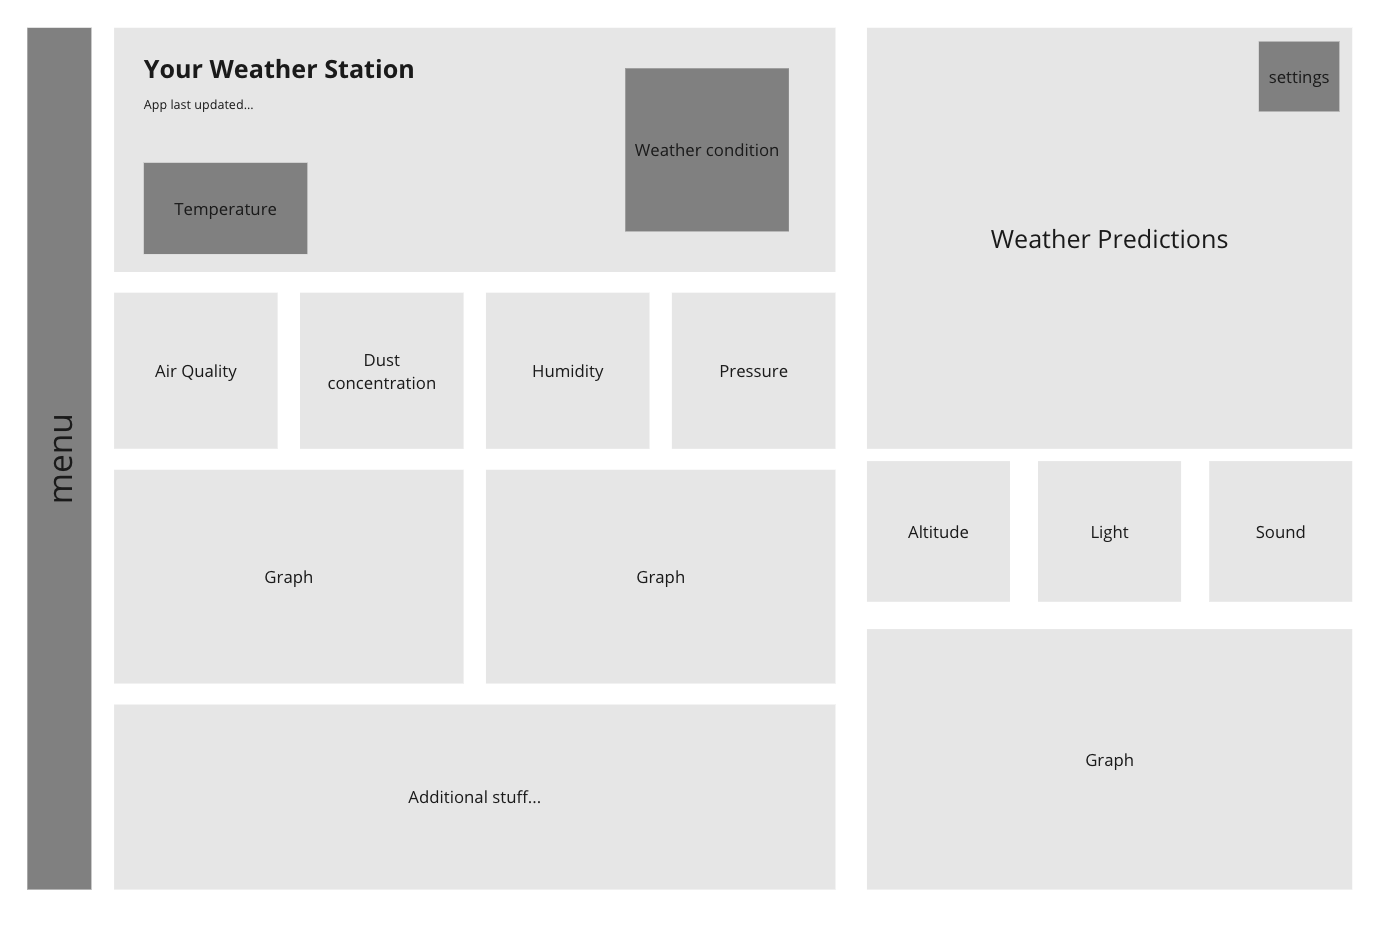 menu
Your Weather Station
App last updated...
Temperature
Weather condition
Air Quality
Dust
concentration
Humidity
Pressure
Graph
Graph
Additional stuff...
settings
Weather Predictions
Altitude
Light
Sound
Graph